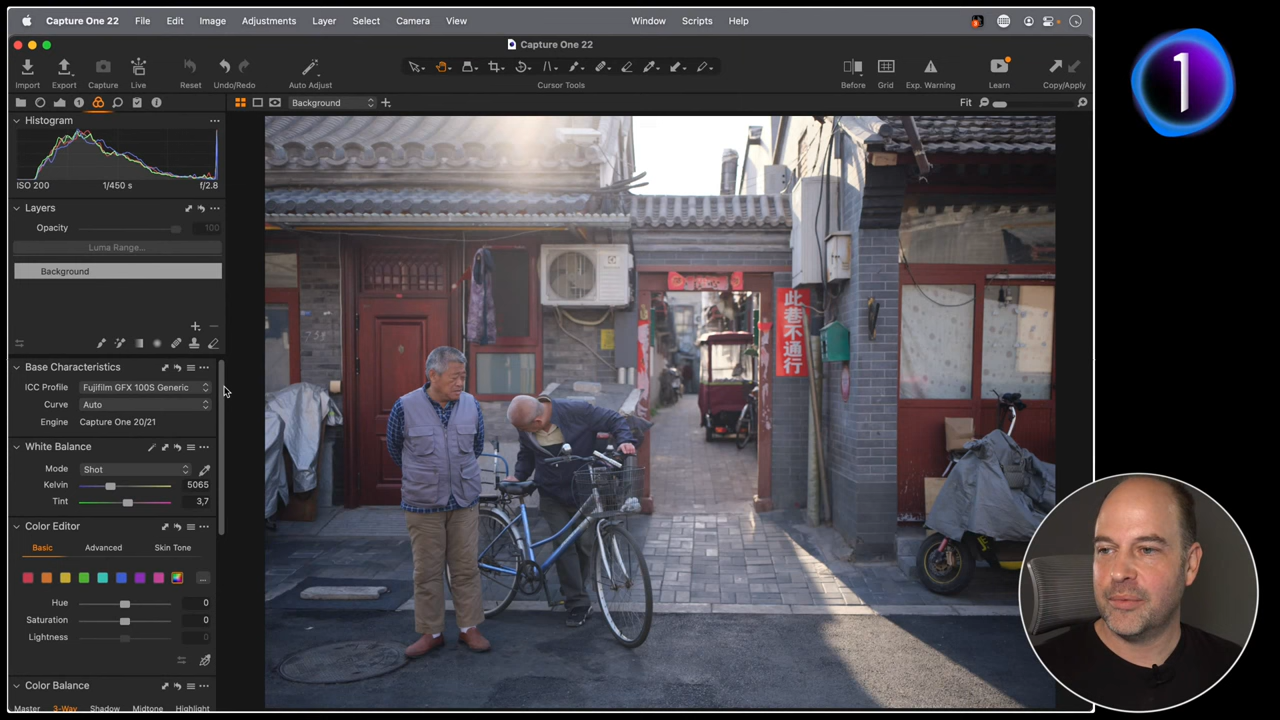 Capture One 22 File Edit Image Adjustments Layer Select Camera View Window Scripts Help
Capture One 22
Import Export Capture Live Reset Undo/Redo Auto Adjust Cursor Tools Before Grid Exp. Warning Learn Copy/Apply
Background Fit
Histogram
ISO 200 1/450 s f/2.8
Layers
Opacity 100
Luma Range...
Background
Base Characteristics
ICC Profile Fujifilm GFX 100S Generic
Curve Auto
Engine Capture One 20/21
White Balance
Mode Shot
Kelvin 5065
Tint 3,7
Color Editor
Basic Advanced Skin Tone
Hue 0
Saturation 0
Lightness 0
Color Balance
Master 3-Way Shadow Midtone Highlight
此巷不通行
1